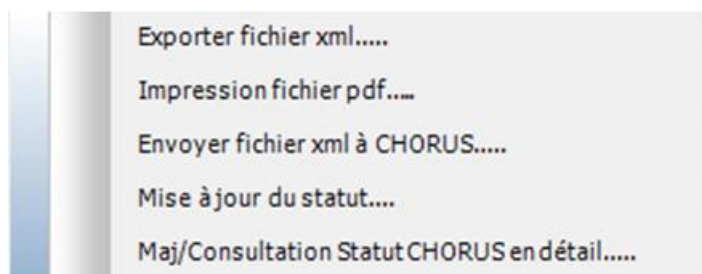 Exporter fichier xml.....
Impression fichier pdf.....
Envoyer fichier xml à CHORUS.....
Mise à jour du statut....
Maj/Consultation Statut CHORUS en détail.....